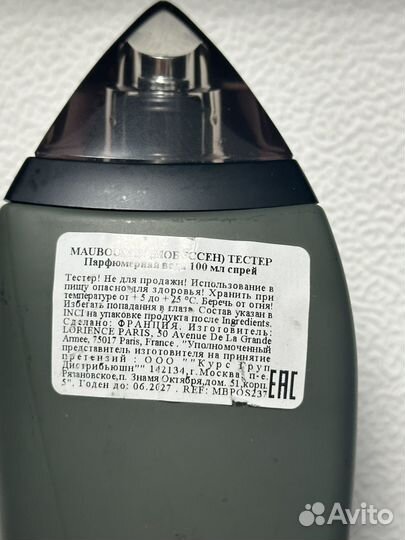 MAUBOUSSIN (МОБУССЕН) ТЕСТЕР
Парфюмерная вода 100 мл спрей
Тестер! Не для продажи! Использование в
пищу опасно для здоровья! Хранить при
температуре от + 5 до + 25 °С. Беречь от огня!
Избегать попадания в глаза. Состав указан в
INCI на упаковке продукта после Ingredients.
Сделано: ФРАНЦИЯ. Изготовитель:
LORIENCE PARIS, 30 Avenue De La Grande
Armee, 75017 Paris, France . "Уполномоченный
представитель изготовителя на принятие
претензий : ООО ""Курс Груп
Дистрибьюшн"" 142134,г.Москва, п-е.
Рязановское,п. Знамя Октября,дом. 51,корп.
5". Годен до 06.2027 . REF: MBPOS237
EAC
Avito